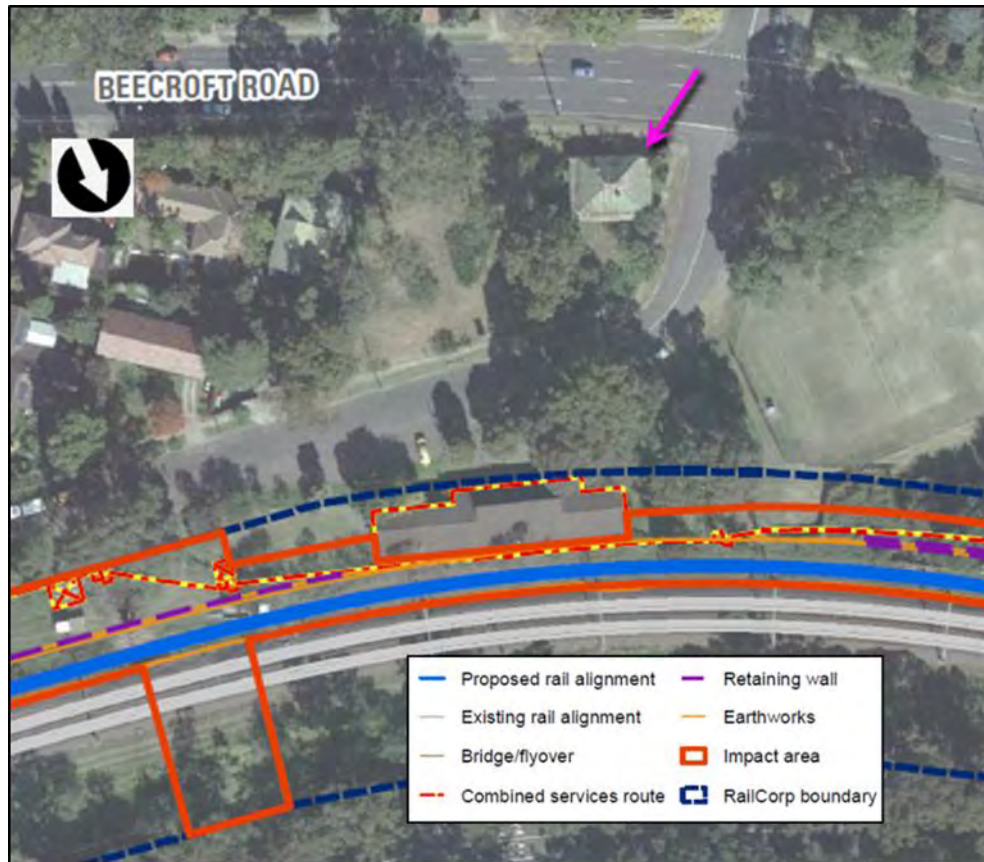 BEECROFT ROAD
Proposed rail alignment
Retaining wall
Existing rail alignment
Earthworks
Bridge/flyover
Impact area
Combined services route
RailCorp boundary